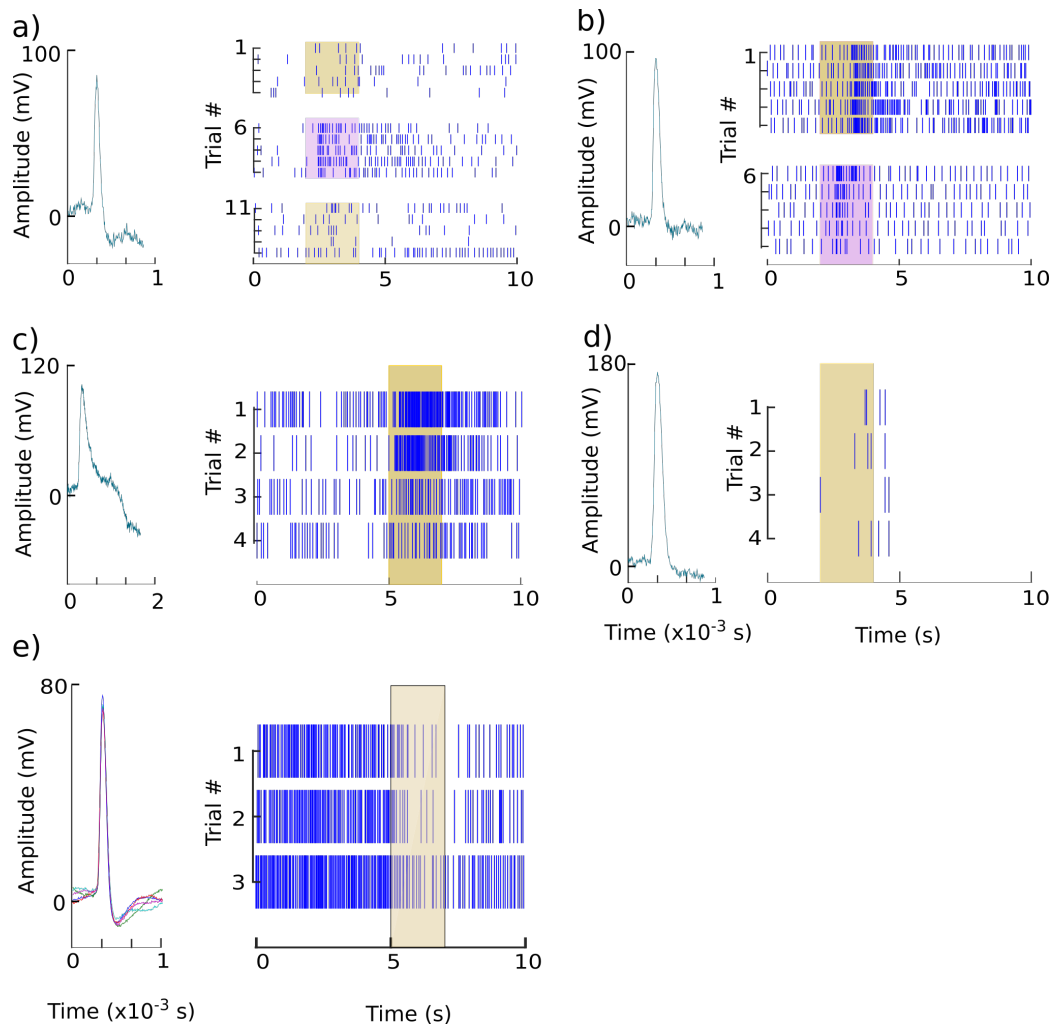 a)
100
0
Amplitude (mV)
0 1
1
6
11
Trial #
0 5 10
b)
100
0
Amplitude (mV)
0 1
1
6
Trial #
0 5 10
c)
120
0
Amplitude (mV)
0 2
1
2
3
4
Trial #
0 5 10
d)
180
0
Amplitude (mV)
0 1
Time (x10⁻³ s)
1
2
3
4
Trial #
0 5 10
Time (s)
e)
80
0
Amplitude (mV)
0 1
Time (x10⁻³ s)
1
2
3
Trial #
0 5 10
Time (s)